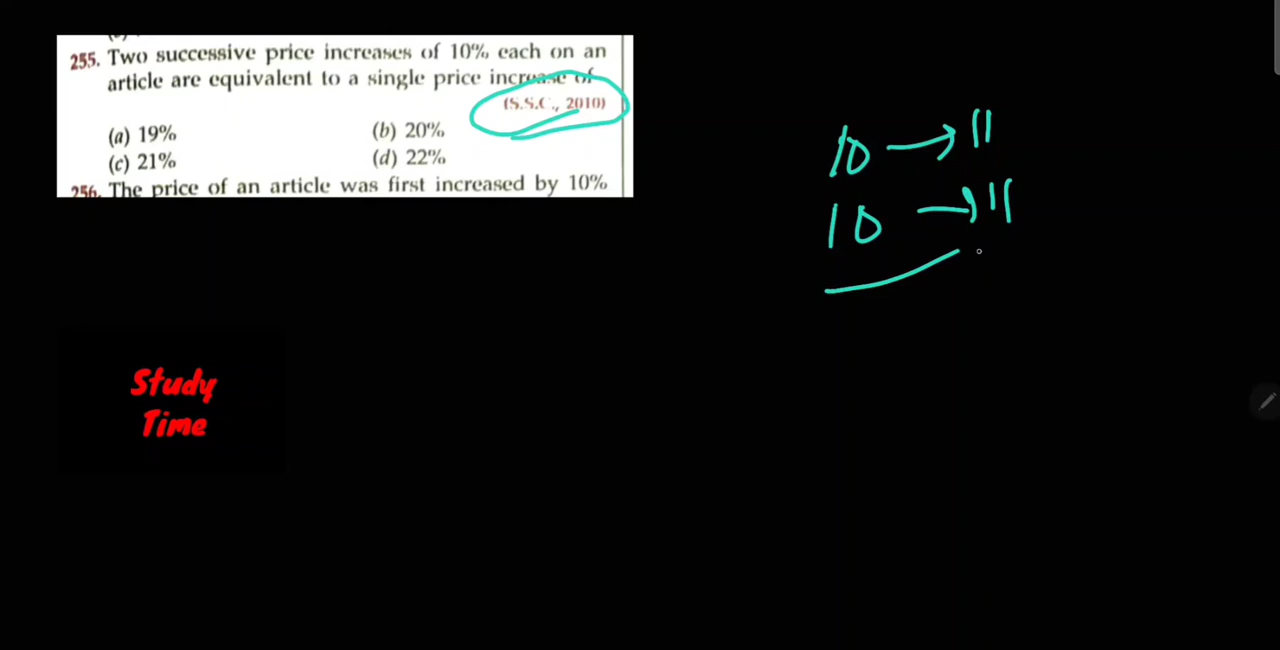 255. Two successive price increases of 10% each on an
article are equivalent to a single price increase of
(S.S.C., 2010)
(a) 19%
(b) 20%
(c) 21%
(d) 22%
256. The price of an article was first increased by 10%
10 → 11
10 → 11
Study
Time